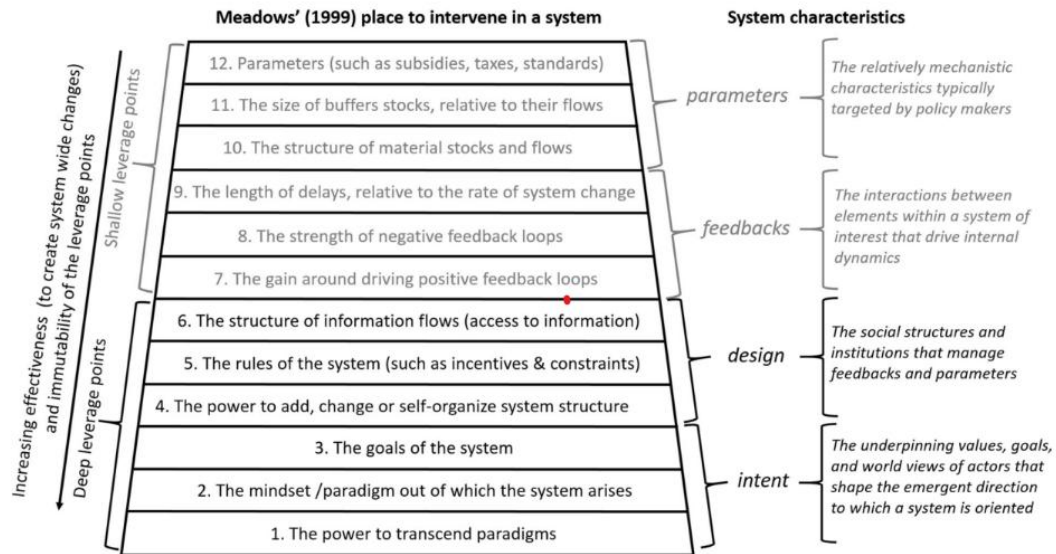 Meadows’ (1999) place to intervene in a system
System characteristics
Increasing effectiveness (to create system wide changes)
and immutability of the leverage points
Shallow leverage points
Deep leverage points
12. Parameters (such as subsidies, taxes, standards)
11. The size of buffers stocks, relative to their flows
10. The structure of material stocks and flows
9. The length of delays, relative to the rate of system change
8. The strength of negative feedback loops
7. The gain around driving positive feedback loops
6. The structure of information flows (access to information)
5. The rules of the system (such as incentives & constraints)
4. The power to add, change or self-organize system structure
3. The goals of the system
2. The mindset /paradigm out of which the system arises
1. The power to transcend paradigms
parameters
The relatively mechanistic
characteristics typically
targeted by policy makers
feedbacks
The interactions between
elements within a system of
interest that drive internal
dynamics
design
The social structures and
institutions that manage
feedbacks and parameters
intent
The underpinning values, goals,
and world views of actors that
shape the emergent direction
to which a system is oriented